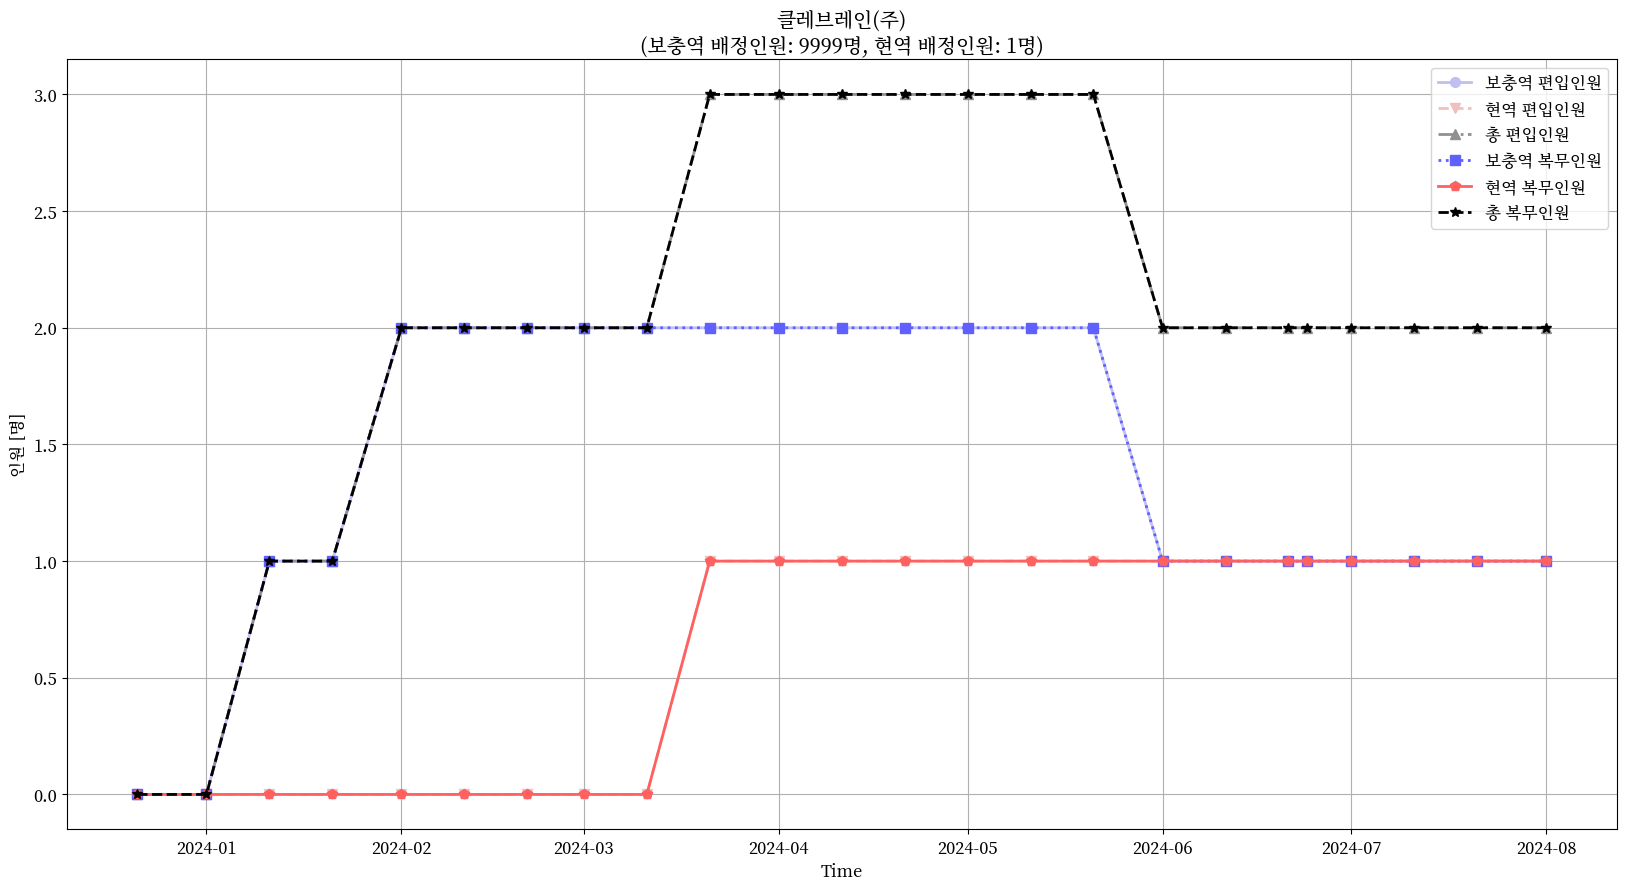 클레브레인(주)
(보충역 배정인원: 9999명, 현역 배정인원: 1명)
보충역 편입인원
현역 편입인원
총 편입인원
보충역 복무인원
현역 복무인원
총 복무인원
인원 [명]
3.0
2.5
2.0
1.5
1.0
0.5
0.0
2024-01 2024-02 2024-03 2024-04 2024-05 2024-06 2024-07 2024-08
Time